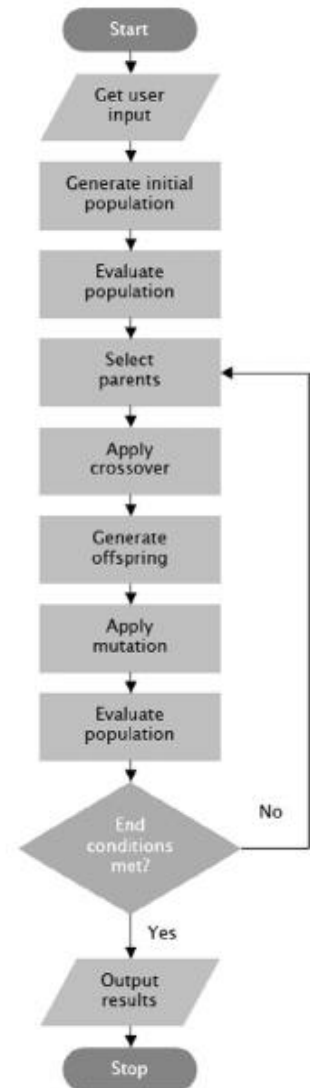 Start
Get user
input
Generate initial
population
Evaluate
population
Select
parents
Apply
crossover
Generate
offspring
Apply
mutation
Evaluate
population
End
conditions
met?
No
Yes
Output
results
Stop